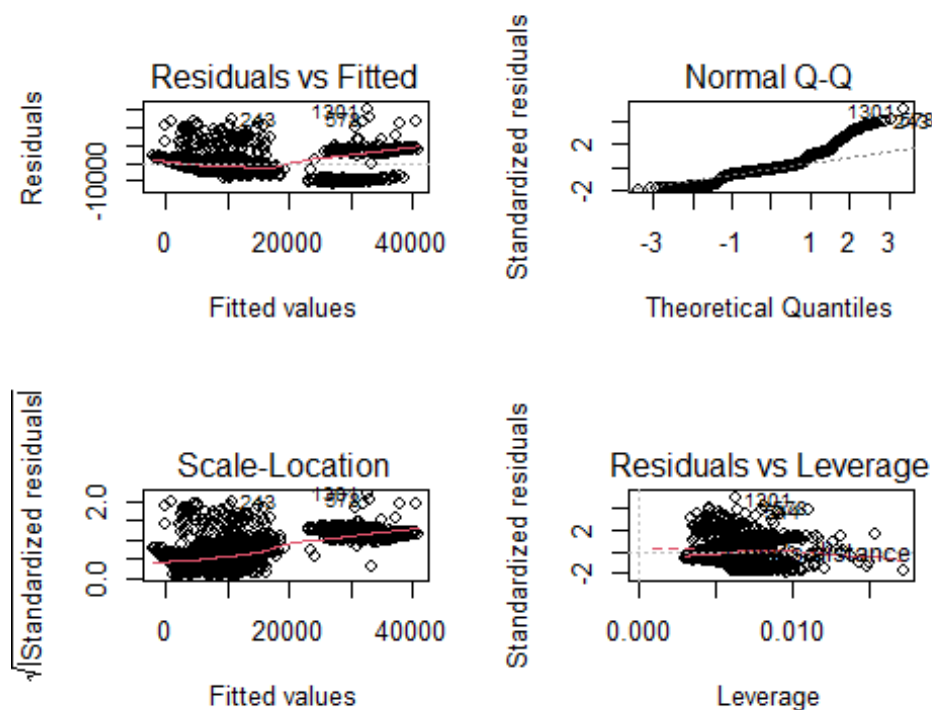 Residuals vs Fitted
Residuals
-10000
243
1301
578
0
20000
40000
Fitted values
Normal Q-Q
Standardized residuals
-2
2
1301
-3
-1
1
2
3
Theoretical Quantiles
Scale-Location
√|Standardized residuals|
0.0
2.0
243
0
20000
40000
Fitted values
Residuals vs Leverage
Standardized residuals
-2
2
1301
distance
0.000
0.010
Leverage